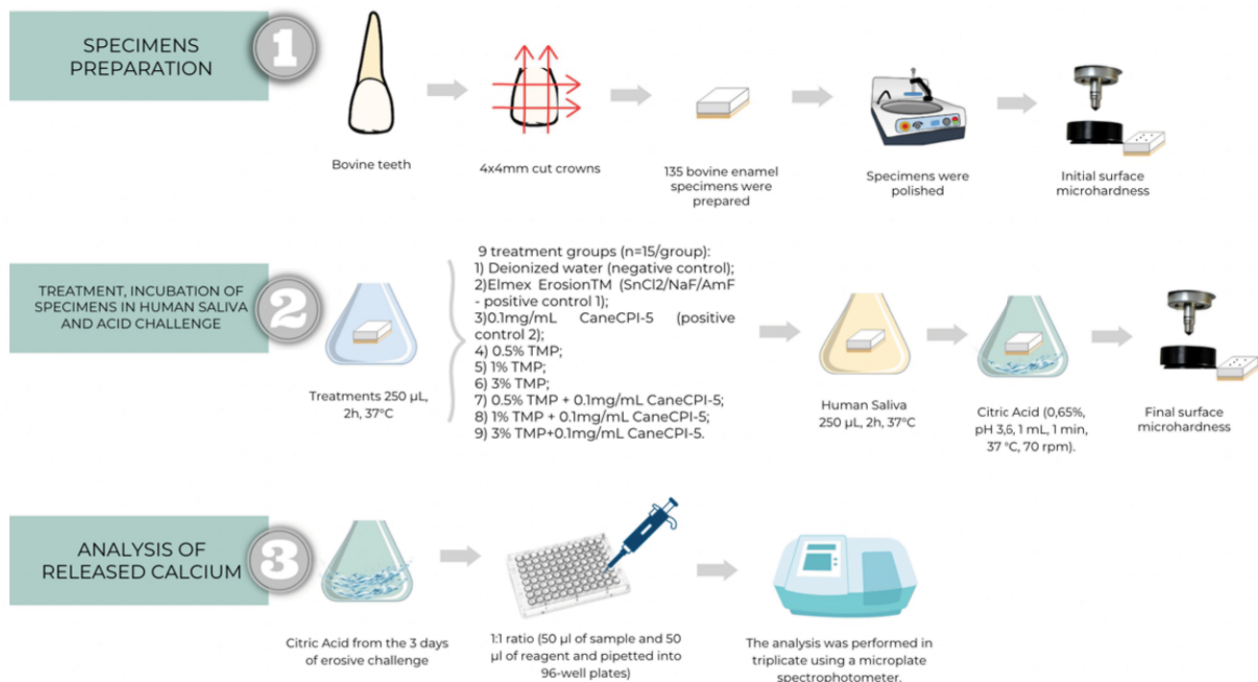 SPECIMENS
PREPARATION
1
Bovine teeth
4x4mm cut crowns
135 bovine enamel
specimens were
prepared
Specimens were
polished
Initial surface
microhardness
TREATMENT, INCUBATION OF
SPECIMENS IN HUMAN SALIVA
AND ACID CHALLENGE
2
Treatments 250 µL,
2h, 37°C
9 treatment groups (n=15/group):
1) Deionized water (negative control);
2)Elmex ErosionTM (SnCl2/NaF/AmF
- positive control 1);
3)0.1mg/mL CaneCPI-5 (positive
control 2);
4) 0.5% TMP;
5) 1% TMP;
6) 3% TMP;
7) 0.5% TMP + 0.1mg/mL CaneCPI-5;
8) 1% TMP + 0.1mg/mL CaneCPI-5;
9) 3% TMP+0.1mg/mL CaneCPI-5.
Human Saliva
250 µL, 2h, 37°C
Citric Acid (0,65%,
pH 3,6, 1 mL, 1 min,
37 °C, 70 rpm).
Final surface
microhardness
ANALYSIS OF
RELEASED CALCIUM
3
Citric Acid from the 3 days
of erosive challenge
1:1 ratio (50 µl of sample and 50
µl of reagent and pipetted into
96-well plates)
The analysis was performed in
triplicate using a microplate
spectrophotometer.